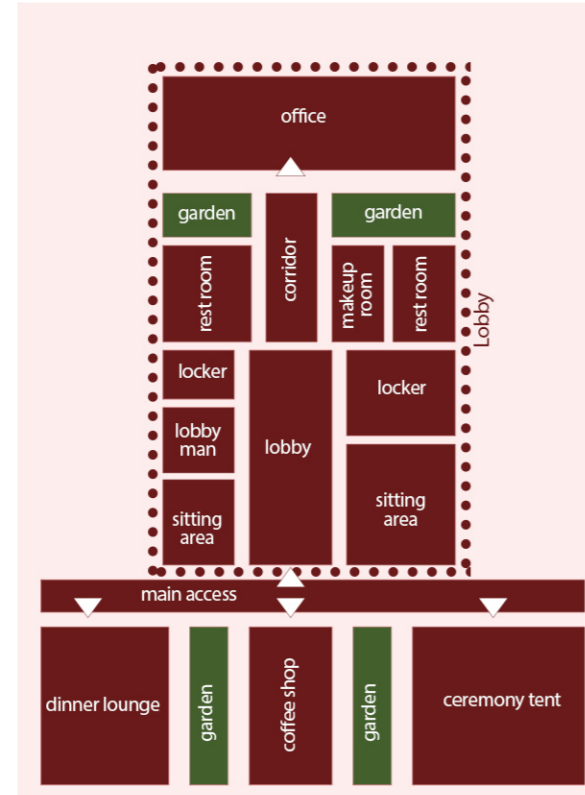 office
garden
garden
rest room
corridor
makeup
room
rest room
Lobby
locker
locker
lobby
man
lobby
sitting
area
sitting
area
main access
dinner lounge
garden
coffee shop
garden
ceremony tent